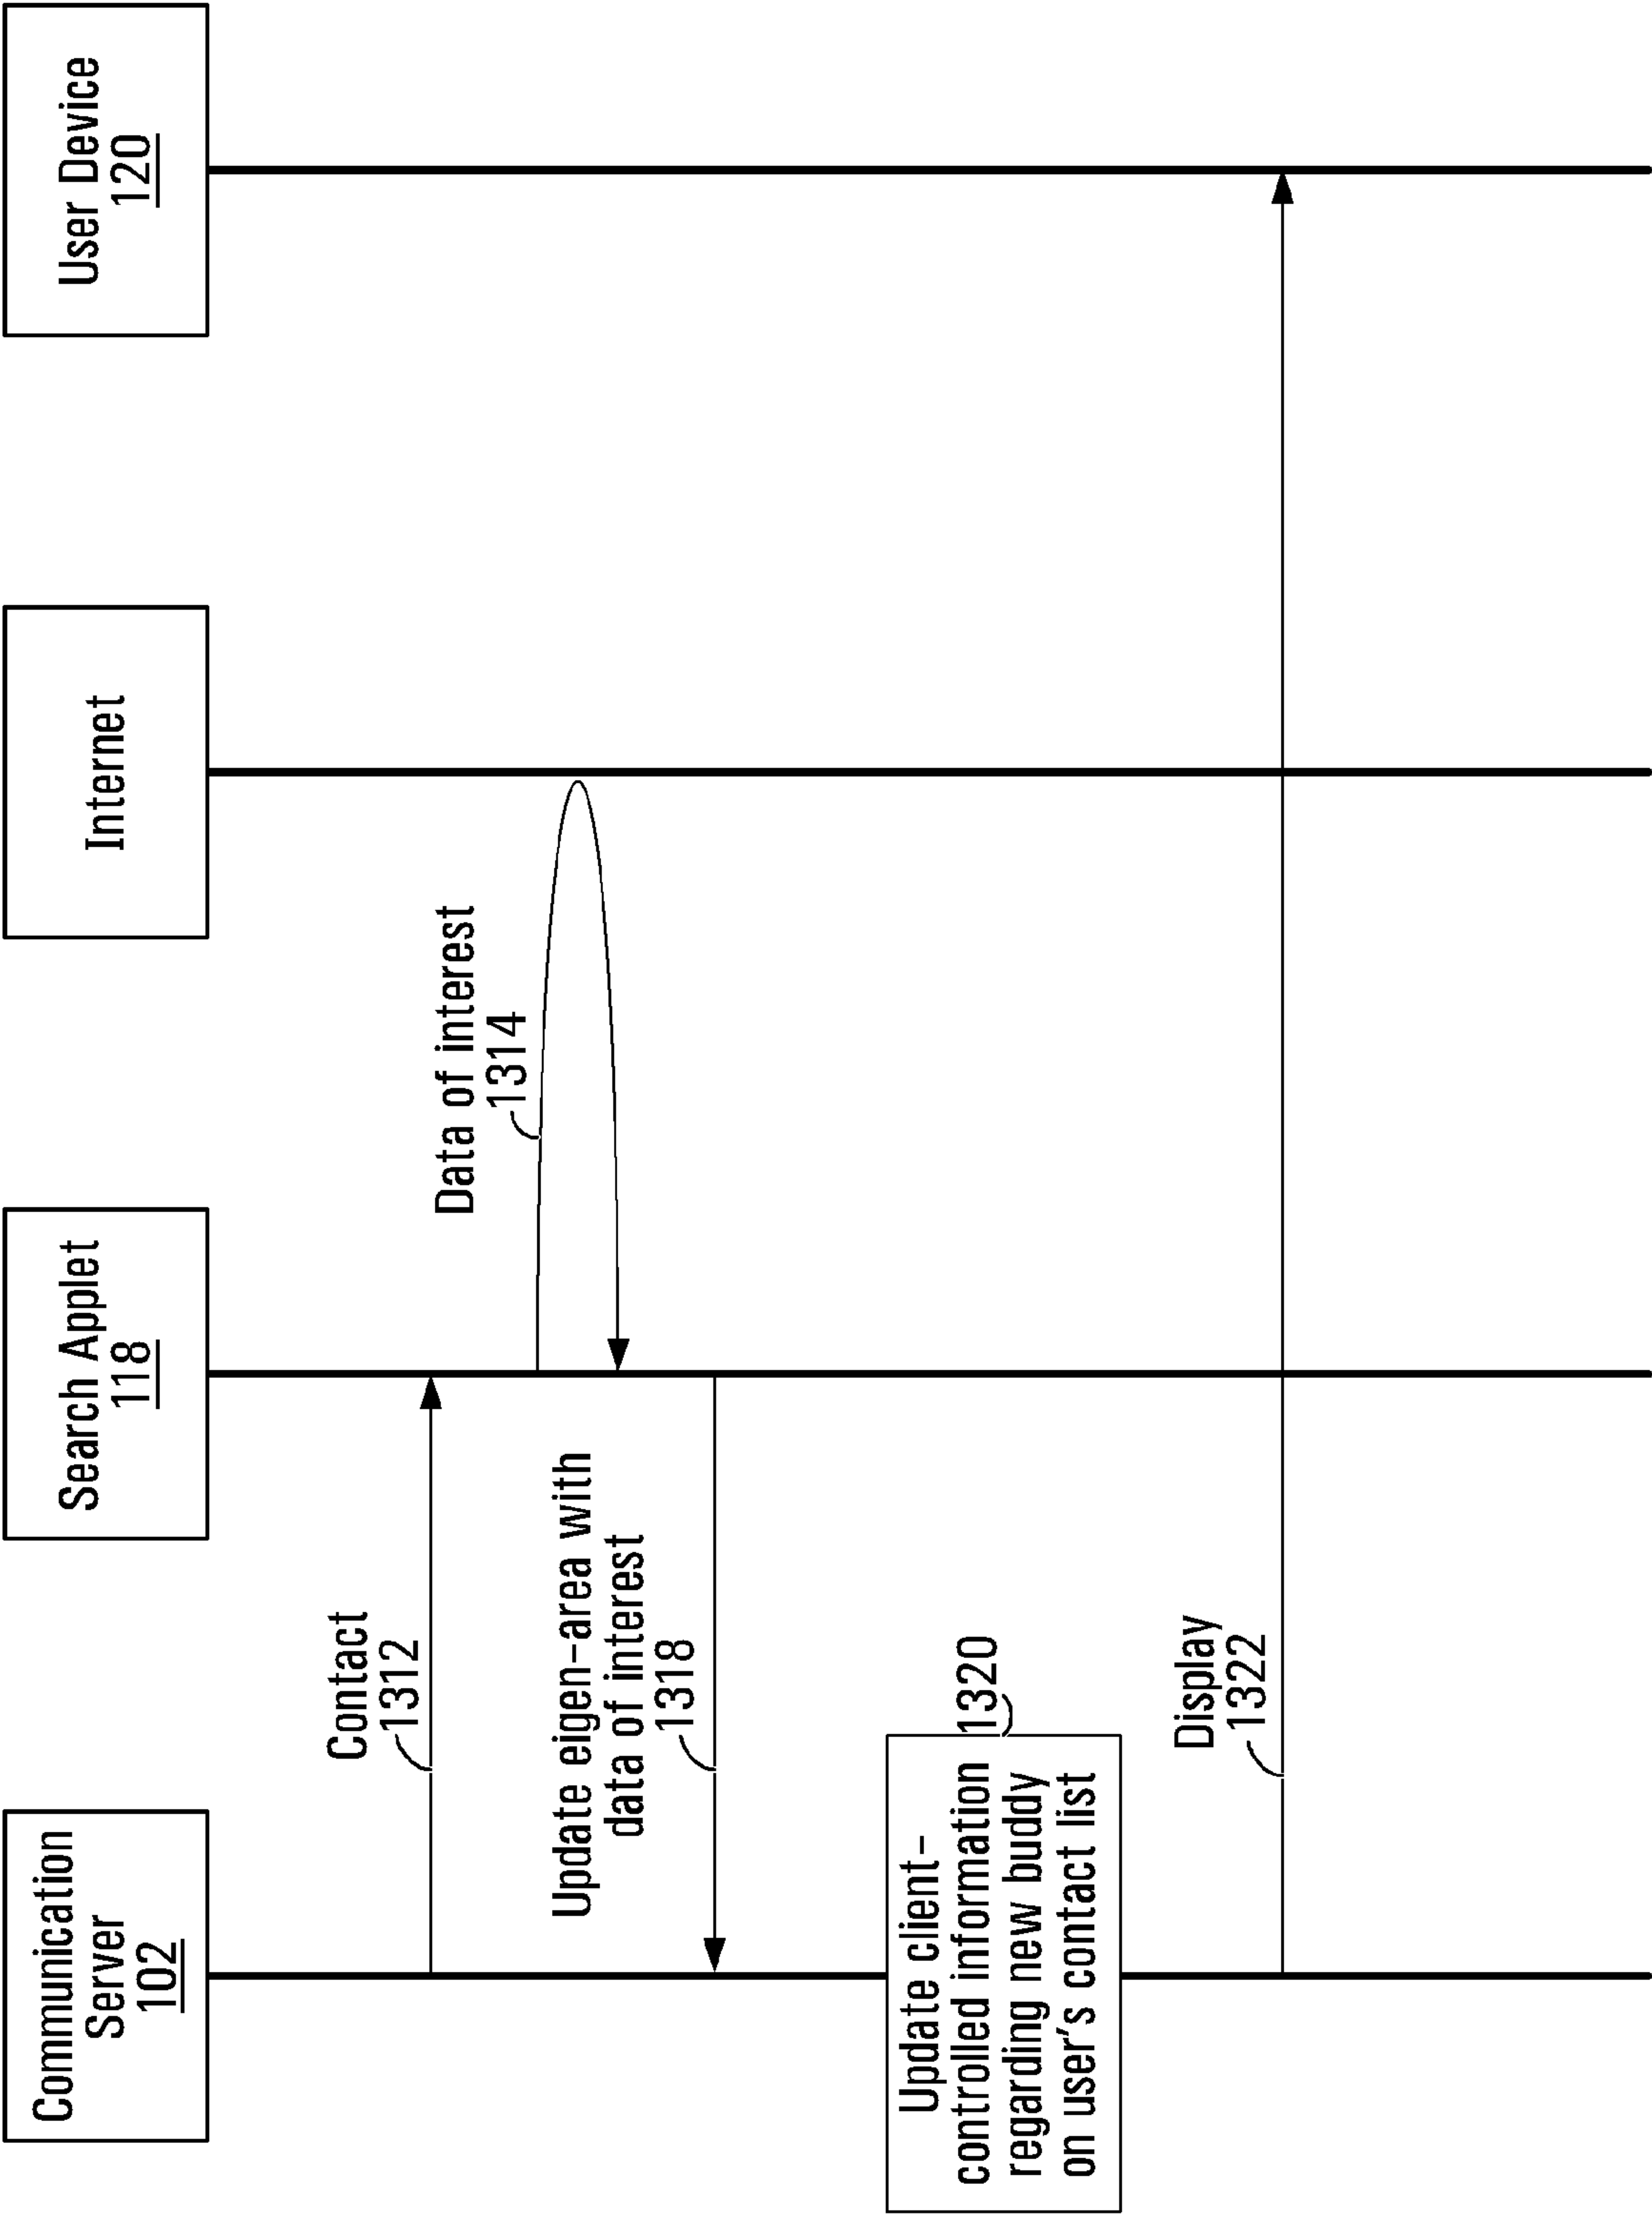 Communication
Server
102
Search Applet
118
Internet
User Device
120
Contact
1312
Data of interest
1314
Update eigen-area with
data of interest
1318
Update client-
controlled information
regarding new buddy
on user's contact list
1320
Display
1322